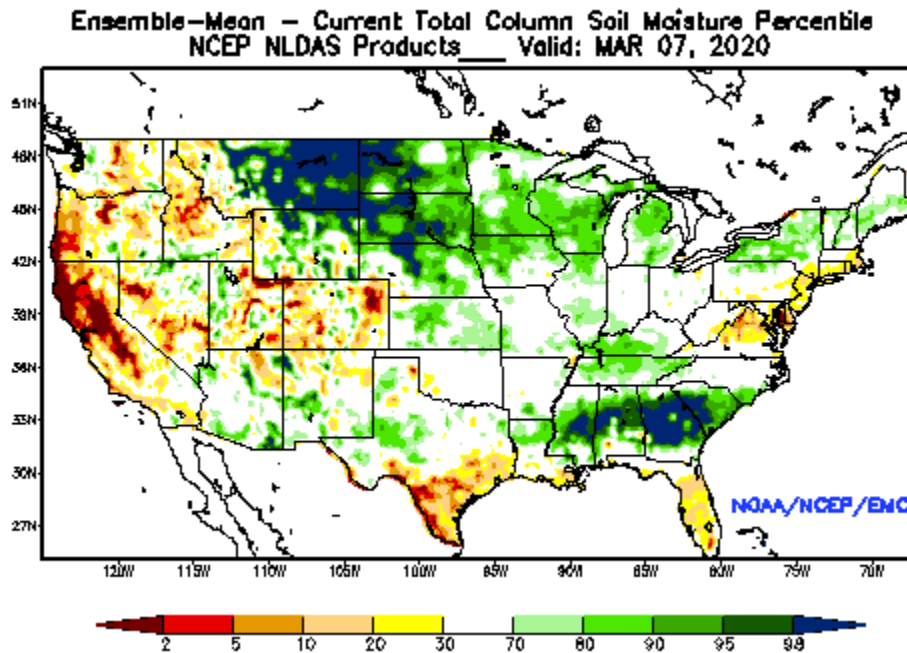 Ensemble-Mean - Current Total Column Soil Moisture Percentile
NCEP NLDAS Products___ Valid: MAR 07, 2020
51N
48N
45N
42N
39N
36N
33N
30N
27N
NOAA/NCEP/EMC
120W 115W 110W 105W 100W 95W 90W 85W 80W 75W 70W
2 5 10 20 30 70 80 90 95 98